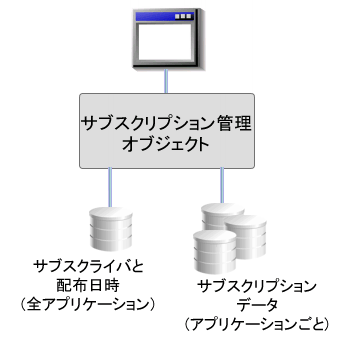 サブスクリプション管理
オブジェクト
サブスクライバと
配布日時
(全アプリケーション)
サブスクリプション
データ
(アプリケーションごと)